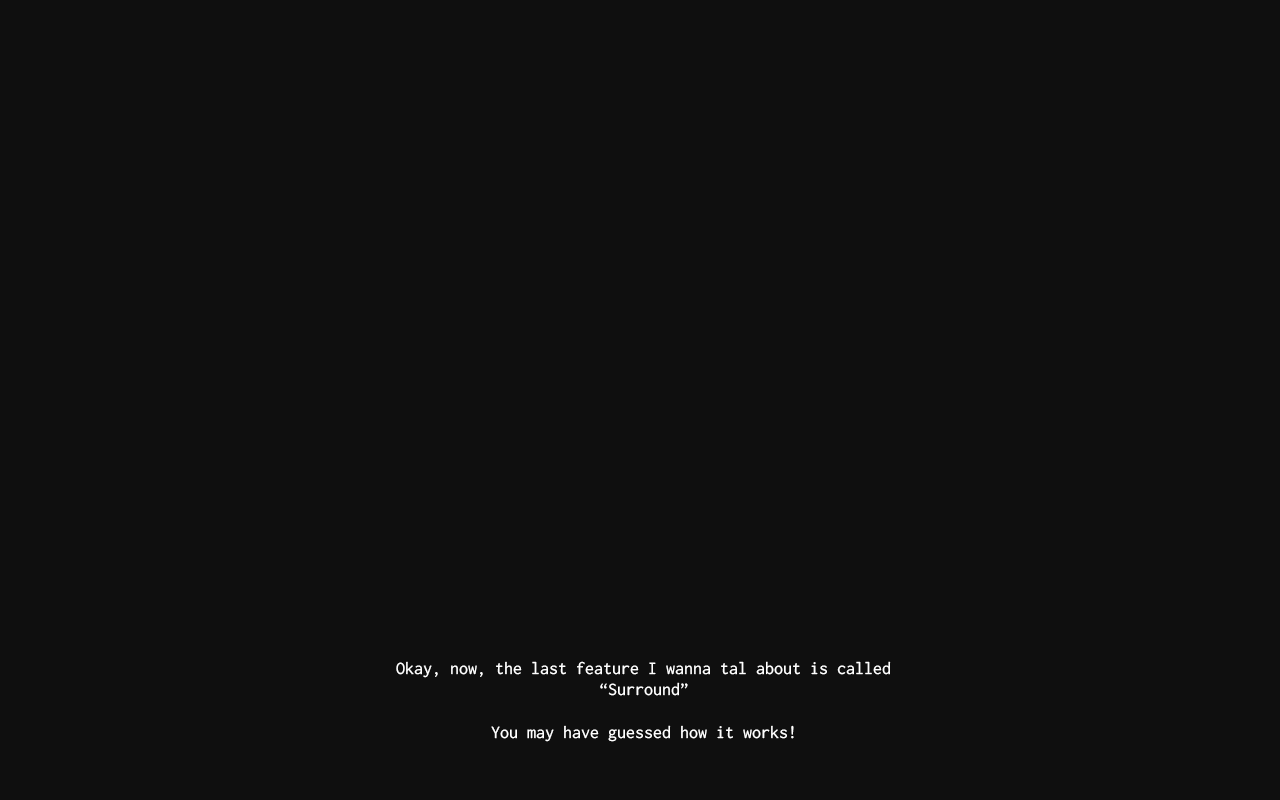 Okay, now, the last feature I wanna tal about is called
“Surround”
You may have guessed how it works!